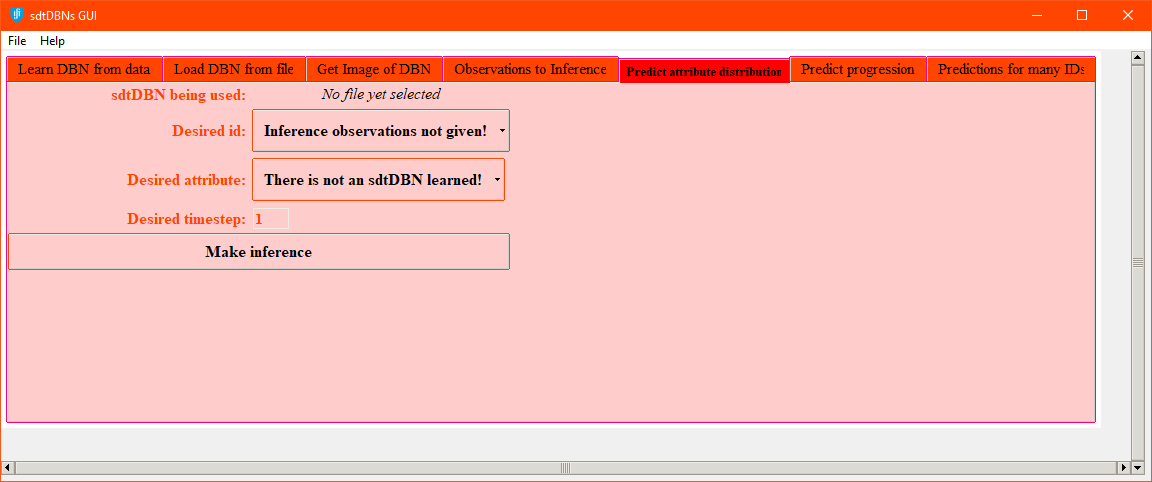 sdtDBNs GUI
File Help
Learn DBN from data Load DBN from file Get Image of DBN Observations to Inference Predict attribute distribution Predict progression Predictions for many IDs
sdtDBN being used: No file yet selected
Desired id: Inference observations not given!
Desired attribute: There is not an sdtDBN learned!
Desired timestep: 1
Make inference